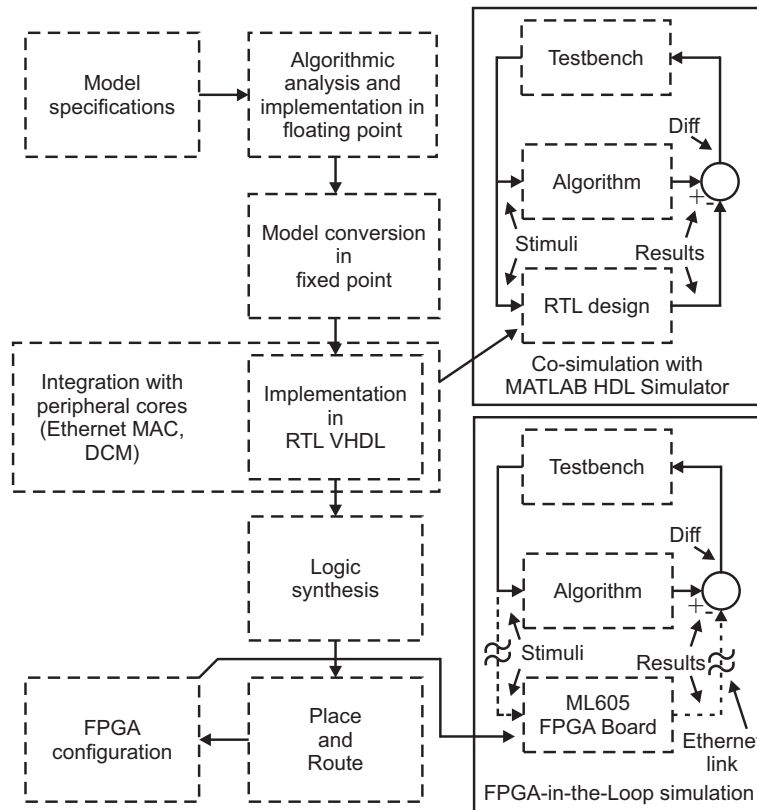 Model
specifications
Algorithmic
analysis and
implementation in
floating point
Model conversion
in
fixed point
Integration with
peripheral cores
(Ethernet MAC,
DCM)
Implementation
in
RTL VHDL
Logic
synthesis
Place
and
Route
FPGA
configuration
Testbench
Diff
Algorithm
+
-
Stimuli
Results
RTL design
Co-simulation with
MATLAB HDL Simulator
Testbench
Diff
Algorithm
+
-
Stimuli
Results
ML605
FPGA Board
Ethernet
link
FPGA-in-the-Loop simulation